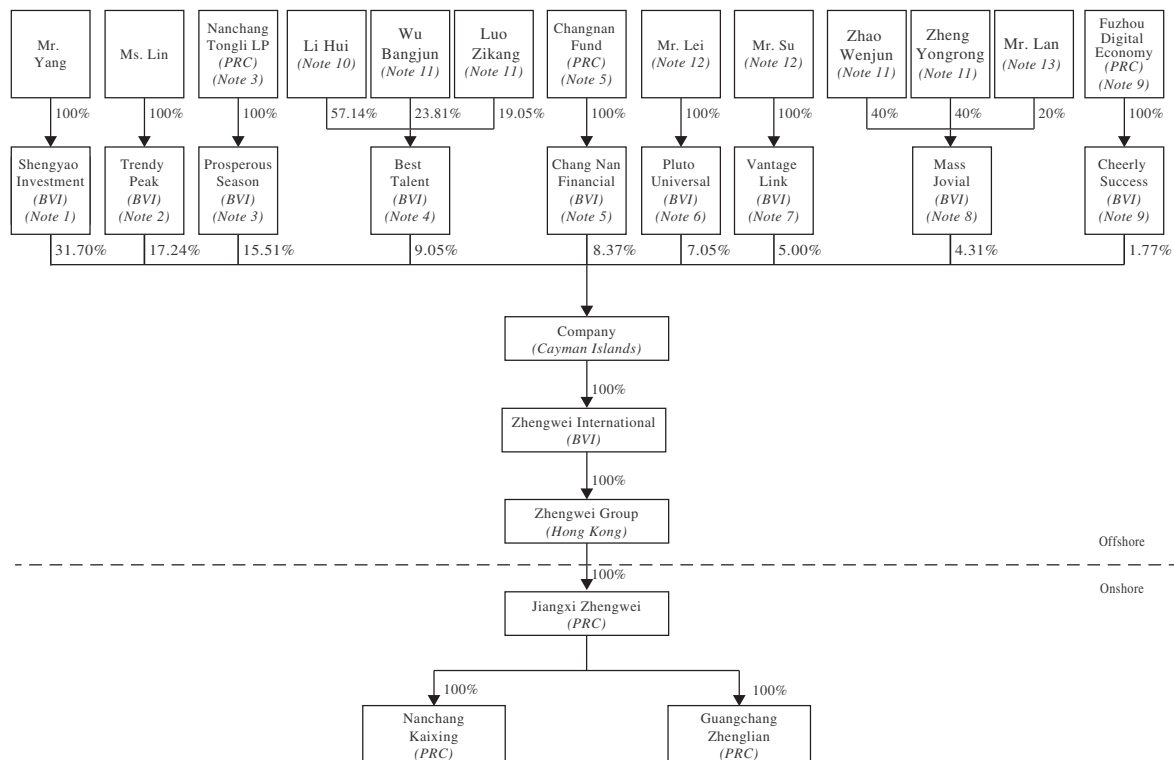 Mr.
Yang
Ms. Lin
Nanchang
Tongli LP
(PRC)
(Note 3)
Li Hui
(Note 10)
Wu
Bangjun
(Note 11)
Luo
Zikang
(Note 11)
Changnan
Fund
(PRC)
(Note 5)
Mr. Lei
(Note 12)
Mr. Su
(Note 12)
Zhao
Wenjun
(Note 11)
Zheng
Yongrong
(Note 11)
Mr. Lan
(Note 13)
Fuzhou
Digital
Economy
(PRC)
(Note 9)
100%
100%
100%
57.14%
23.81%
19.05%
100%
100%
100%
40%
40%
20%
100%
Shengyao
Investment
(BVI)
(Note 1)
Trendy
Peak
(BVI)
(Note 2)
Prosperous
Season
(BVI)
(Note 3)
Best
Talent
(BVI)
(Note 4)
Chang Nan
Financial
(BVI)
(Note 5)
Pluto
Universal
(BVI)
(Note 6)
Vantage
Link
(BVI)
(Note 7)
Mass
Jovial
(BVI)
(Note 8)
Cheerly
Success
(BVI)
(Note 9)
31.70%
17.24%
15.51%
9.05%
8.37%
7.05%
5.00%
4.31%
1.77%
Company
(Cayman Islands)
100%
Zhengwei International
(BVI)
100%
Zhengwei Group
(Hong Kong)
Offshore
100%
Onshore
Jiangxi Zhengwei
(PRC)
100%
100%
Nanchang
Kaixing
(PRC)
Guangchang
Zhenglian
(PRC)